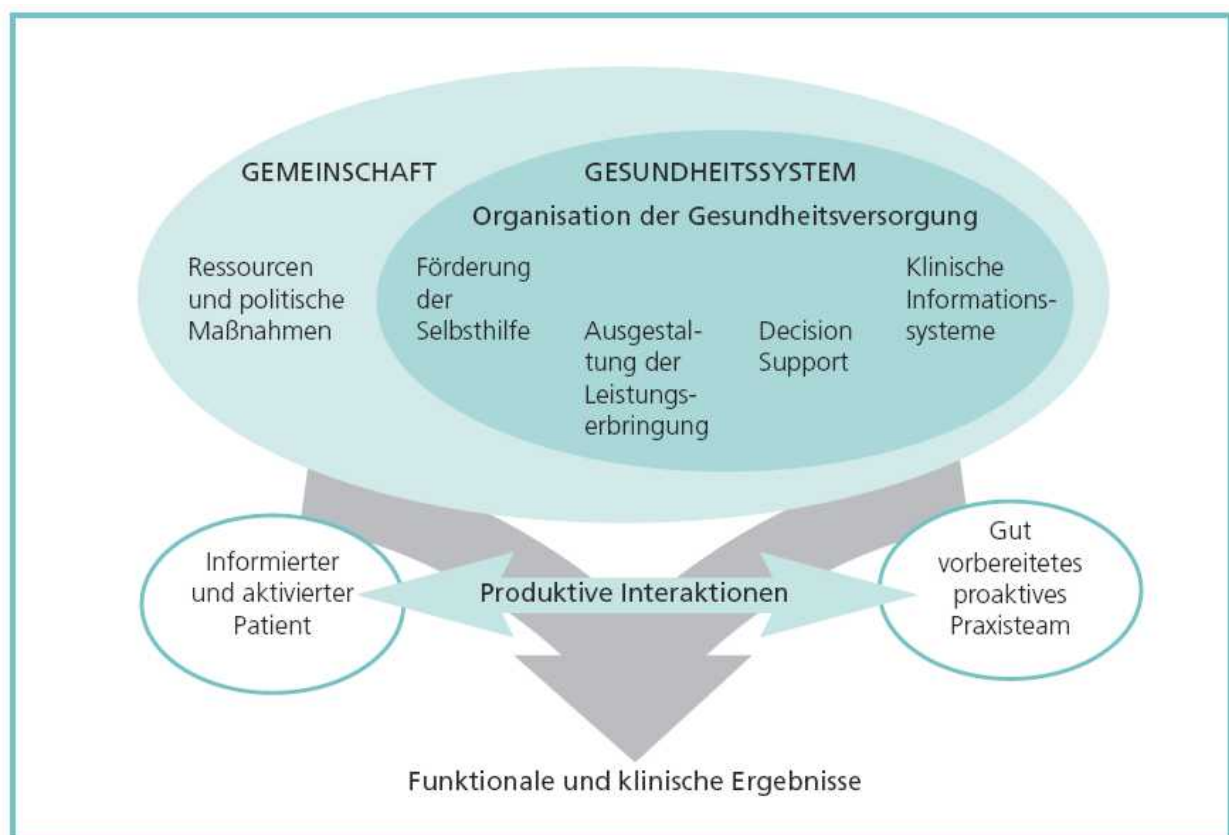 GEMEINSCHAFT
GESUNDHEITSSYSTEM
Organisation der Gesundheitsversorgung
Ressourcen
und politische
Maßnahmen
Förderung
der
Selbsthilfe
Ausgestal-
tung der
Leistungs-
erbringung
Decision
Support
Klinische
Informations-
systeme
Informierter
und aktivierter
Patient
Produktive Interaktionen
Gut
vorbereitetes
proaktives
Praxisteam
Funktionale und klinische Ergebnisse